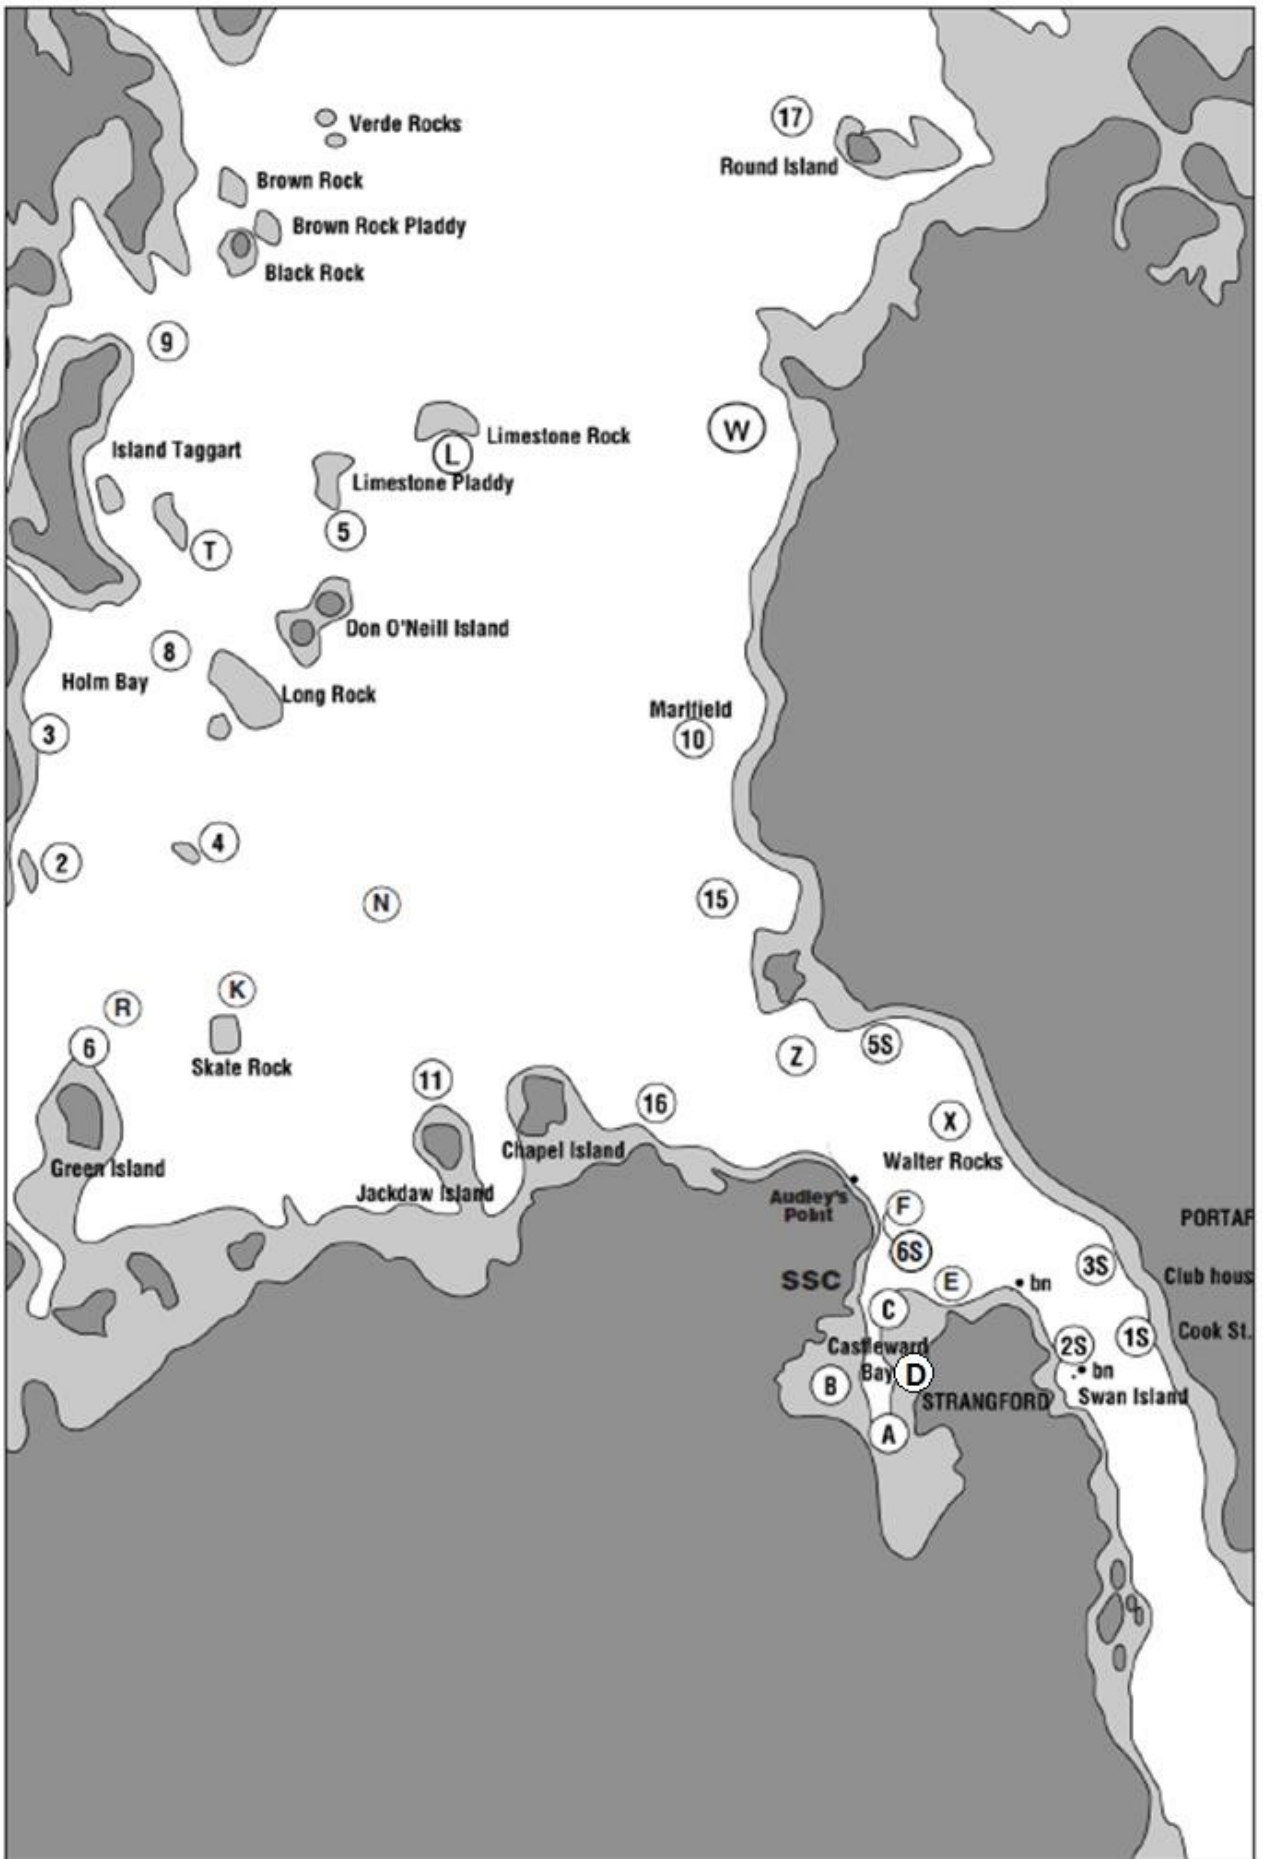 17
Verde Rocks
Round Island
Brown Rock
Brown Rock Pladdy
Black Rock
9
W
Island Taggart
Limestone Rock
L
Limestone Pladdy
5
T
Don O'Neill Island
8
Holm Bay
Long Rock
Marlfield
10
3
4
2
15
N
K
R
6
5S
Z
Skate Rock
11
16
X
Chapel Island
Walter Rocks
Green Island
Jackdaw Island
Audley's
Point
F
PORTAF
6S
3S
SSC
E
bn
Club hous
C
1S
Cook St.
2S
Castleward
Bay
D
bn
B
Swan Island
STRANGFORD
A